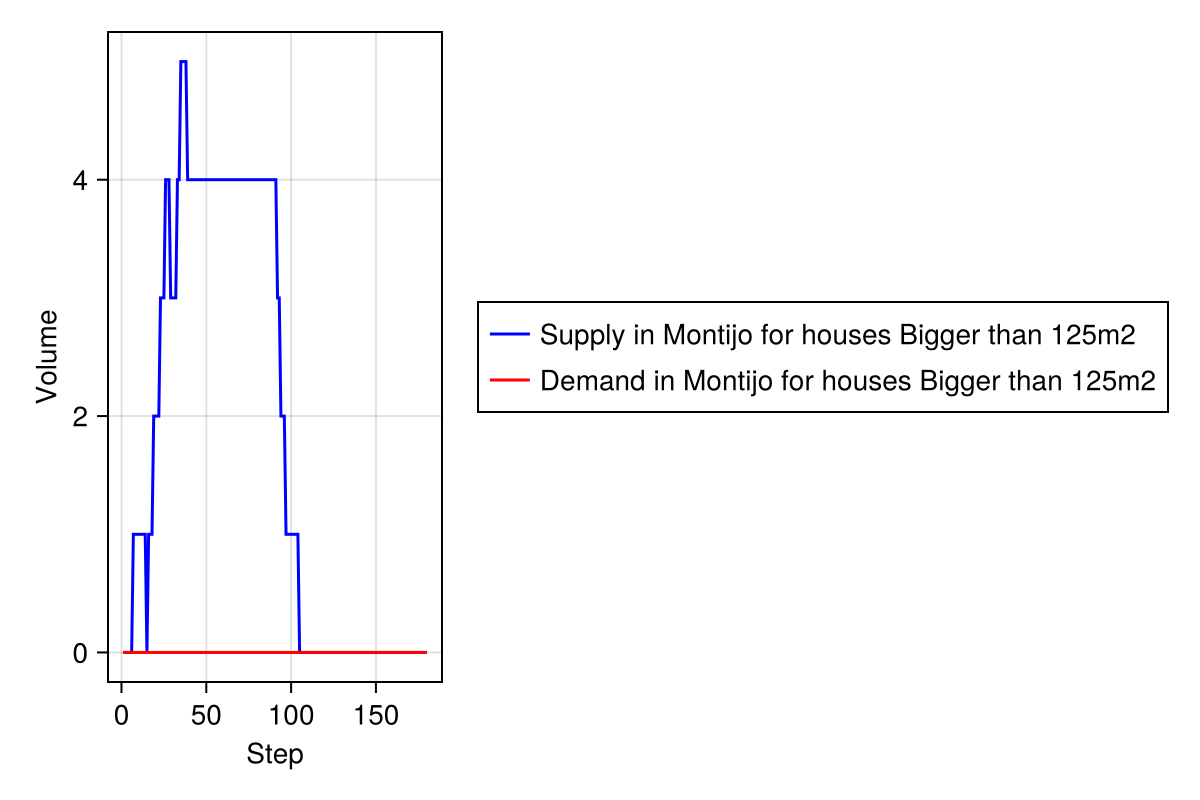 4
2
0
Volume
0 50 100 150
Step
Supply in Montijo for houses Bigger than 125m2
Demand in Montijo for houses Bigger than 125m2